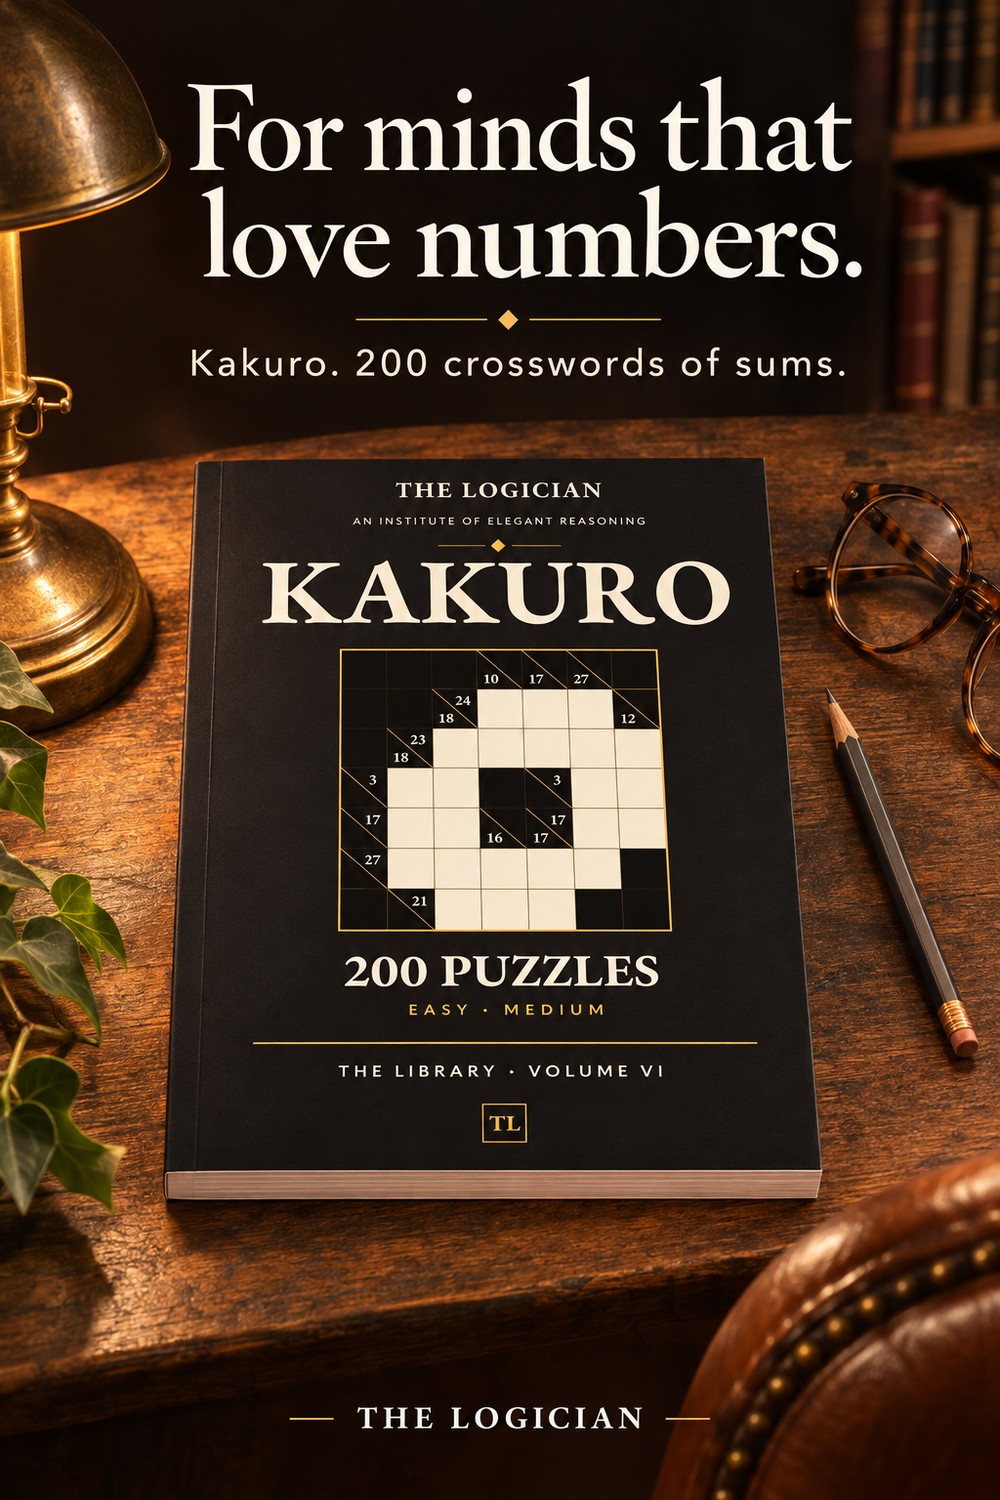 For minds that
love numbers.
Kakuro. 200 crosswords of sums.
THE LOGICIAN
AN INSTITUTE OF ELEGANT REASONING
KAKURO
10 17 27
24
18 12
23
18
3 3
17 17
16 17
27
21
200 PUZZLES
EASY · MEDIUM
THE LIBRARY · VOLUME VI
TL
THE LOGICIAN